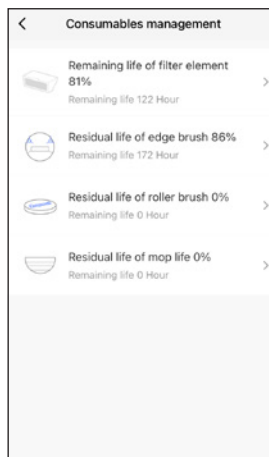 Consumables management
Remaining life of filter element
81%
Remaining life 122 Hour
Residual life of edge brush 86%
Remaining life 172 Hour
Residual life of roller brush 0%
Remaining life 0 Hour
Residual life of mop life 0%
Remaining life 0 Hour